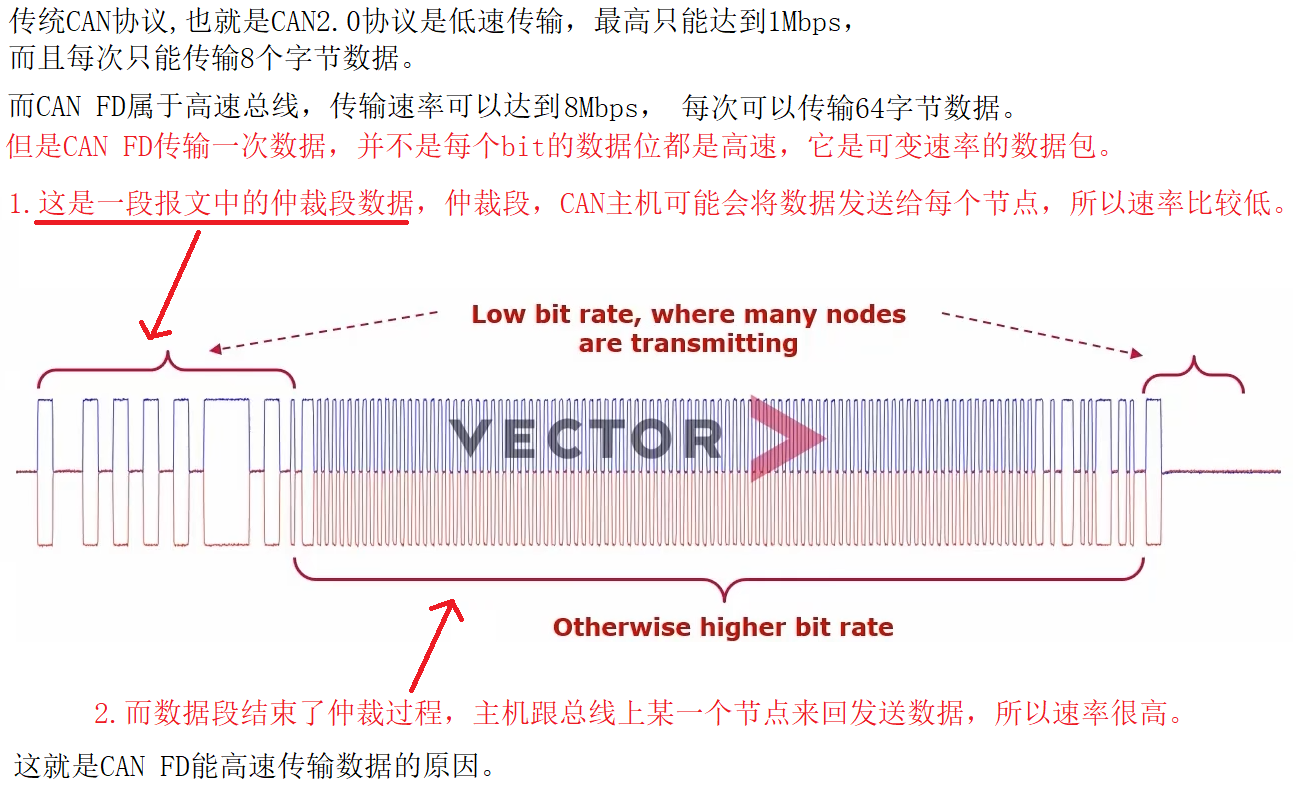 传统CAN协议,也就是CAN2.0协议是低速传输，最高只能达到1Mbps，
而且每次只能传输8个字节数据。
而CAN FD属于高速总线，传输速率可以达到8Mbps， 每次可以传输64字节数据。
但是CAN FD传输一次数据，并不是每个bit的数据位都是高速，它是可变速率的数据包。
1.这是一段报文中的仲裁段数据，仲裁段，CAN主机可能会将数据发送给每个节点，所以速率比较低。
Low bit rate, where many nodes
are transmitting
VECTOR
Otherwise higher bit rate
2.而数据段结束了仲裁过程，主机跟总线上某一个节点来回发送数据，所以速率很高。
这就是CAN FD能高速传输数据的原因。